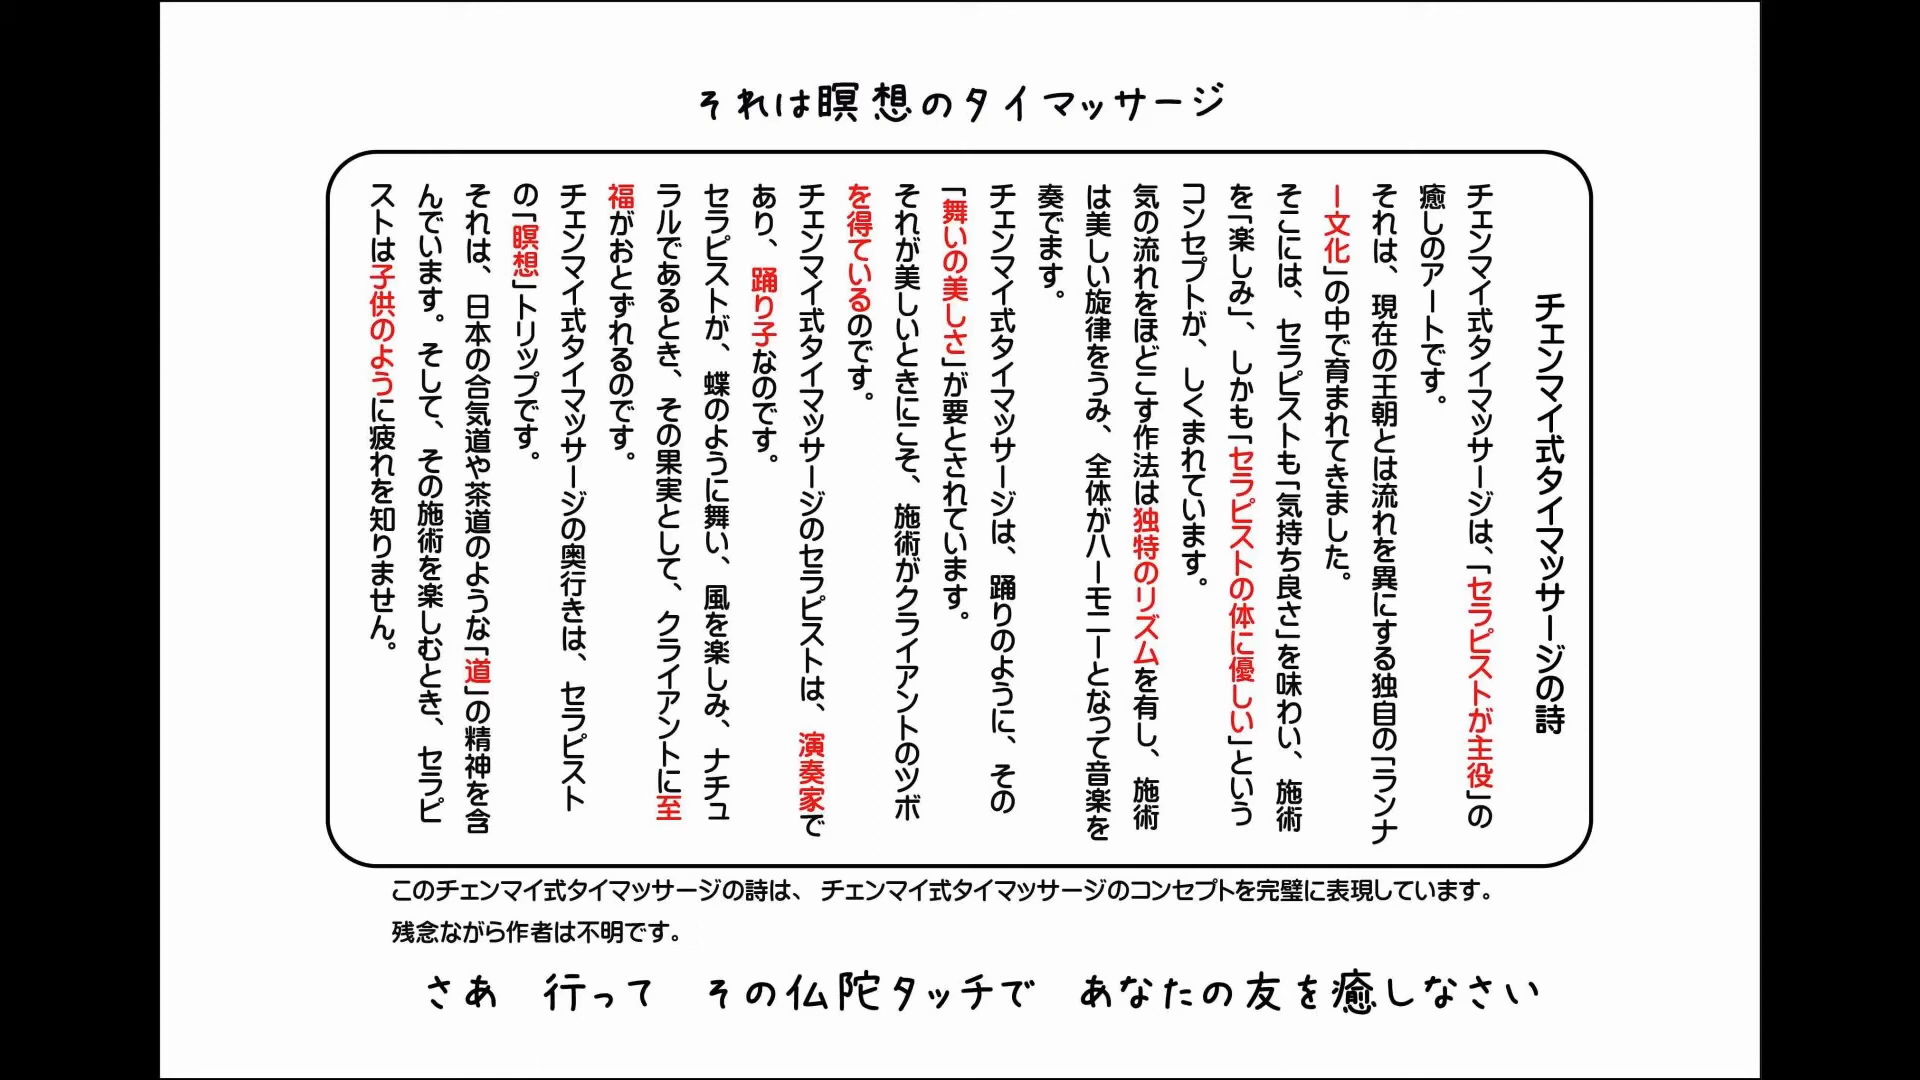 それは瞑想のタイマッサージ
チェンマイ式タイマッサージの詩
チェンマイ式タイマッサージは、「セラピストが主役」の
癒しのアートです。
それは、現在の王朝とは流れを異にする独自の「ランナ
ー文化」の中で育まれてきました。
そこには、セラピストも「気持ち良さ」を味わい、施術
を「楽しみ」、しかも「セラピストの体に優しい」という
コンセプトが、しくまれています。
気の流れをほどこす作法は独特のリズムを有し、施術
は美しい旋律をうみ、全体がハーモニーとなって音楽を
奏でます。
チェンマイ式タイマッサージは、踊りのように、その
「舞いの美しさ」が要とされています。
それが美しいときにこそ、施術がクライアントのツボ
を得ているのです。
チェンマイ式タイマッサージのセラピストは、演奏家で
あり、踊り子なのです。
セラピストが、蝶のように舞い、風を楽しみ、ナチュ
ラルであるとき、その果実として、クライアントに至
福がおとずれるのです。
チェンマイ式タイマッサージの奥行きは、セラピスト
の「瞑想」トリップです。
それは、日本の合気道や茶道のような「道」の精神を含
んでいます。そして、その施術を楽しむとき、セラピ
ストは子供のように疲れを知りません。
このチェンマイ式タイマッサージの詩は、チェンマイ式タイマッサージのコンセプトを完璧に表現しています。
残念ながら作者は不明です。
さあ　行って　その仏陀タッチで　あなたの友を癒しなさい